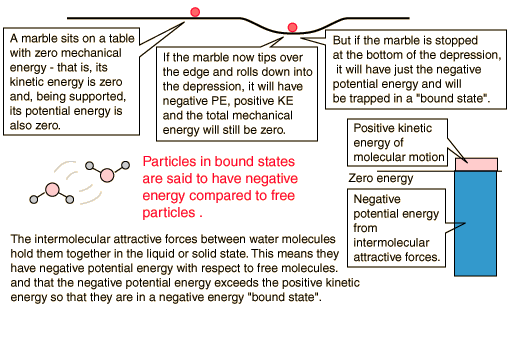 A marble sits on a table
with zero mechanical
energy - that is, its
kinetic energy is zero
and, being supported,
its potential energy is
also zero.
If the marble now tips over
the edge and rolls down into
the depression, it will have
negative PE, positive KE
and the total mechanical
energy will still be zero.
But if the marble is stopped
at the bottom of the depression,
it will have just the negative
potential energy and will
be trapped in a "bound state".
Particles in bound states
are said to have negative
energy compared to free
particles .
Positive kinetic
energy of
molecular motion
Zero energy
Negative
potential energy
from
intermolecular
attractive forces.
The intermolecular attractive forces between water molecules
hold them together in the liquid or solid state. This means they
have negative potential energy with respect to free molecules.
and that the negative potential energy exceeds the positive kinetic
energy so that they are in a negative energy "bound state".